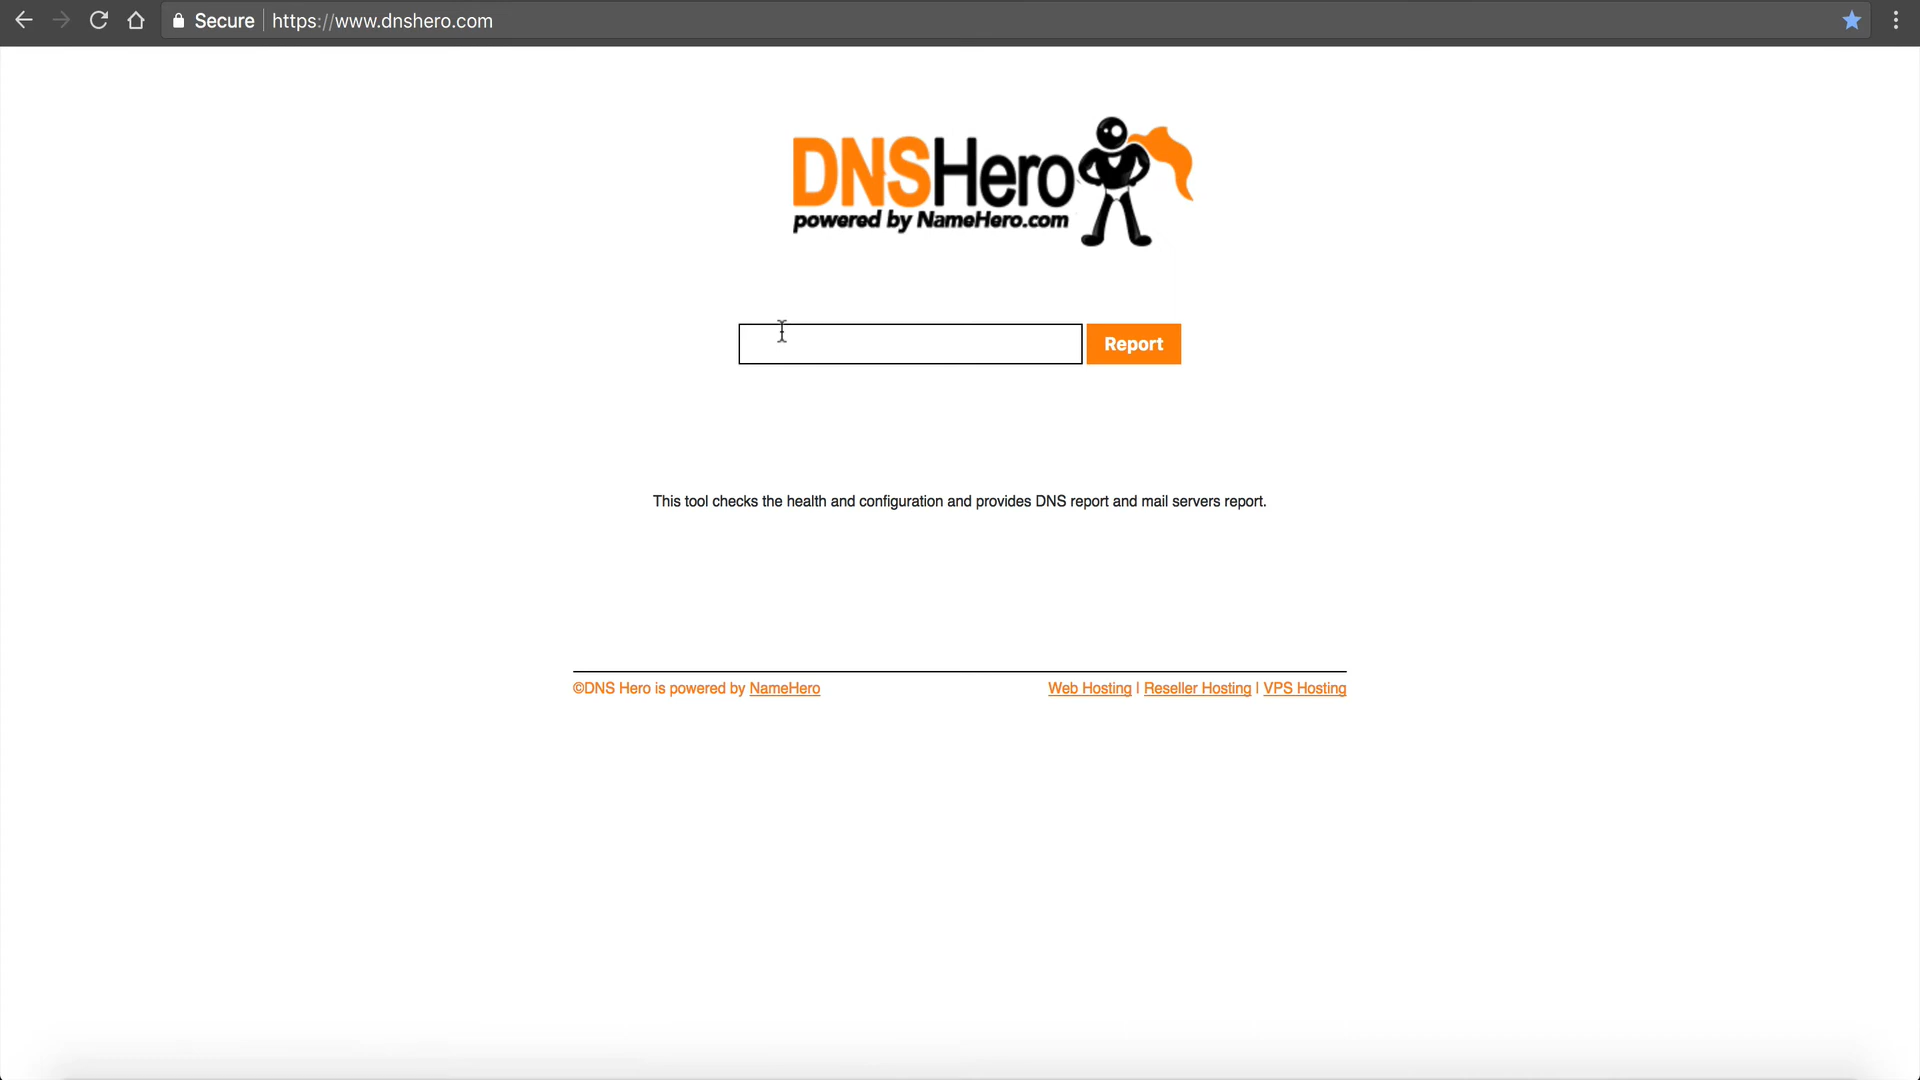 Secure https://www.dnshero.com
DNSHero
powered by NameHero.com
Report
This tool checks the health and configuration and provides DNS report and mail servers report.
©DNS Hero is powered by NameHero
Web Hosting | Reseller Hosting | VPS Hosting